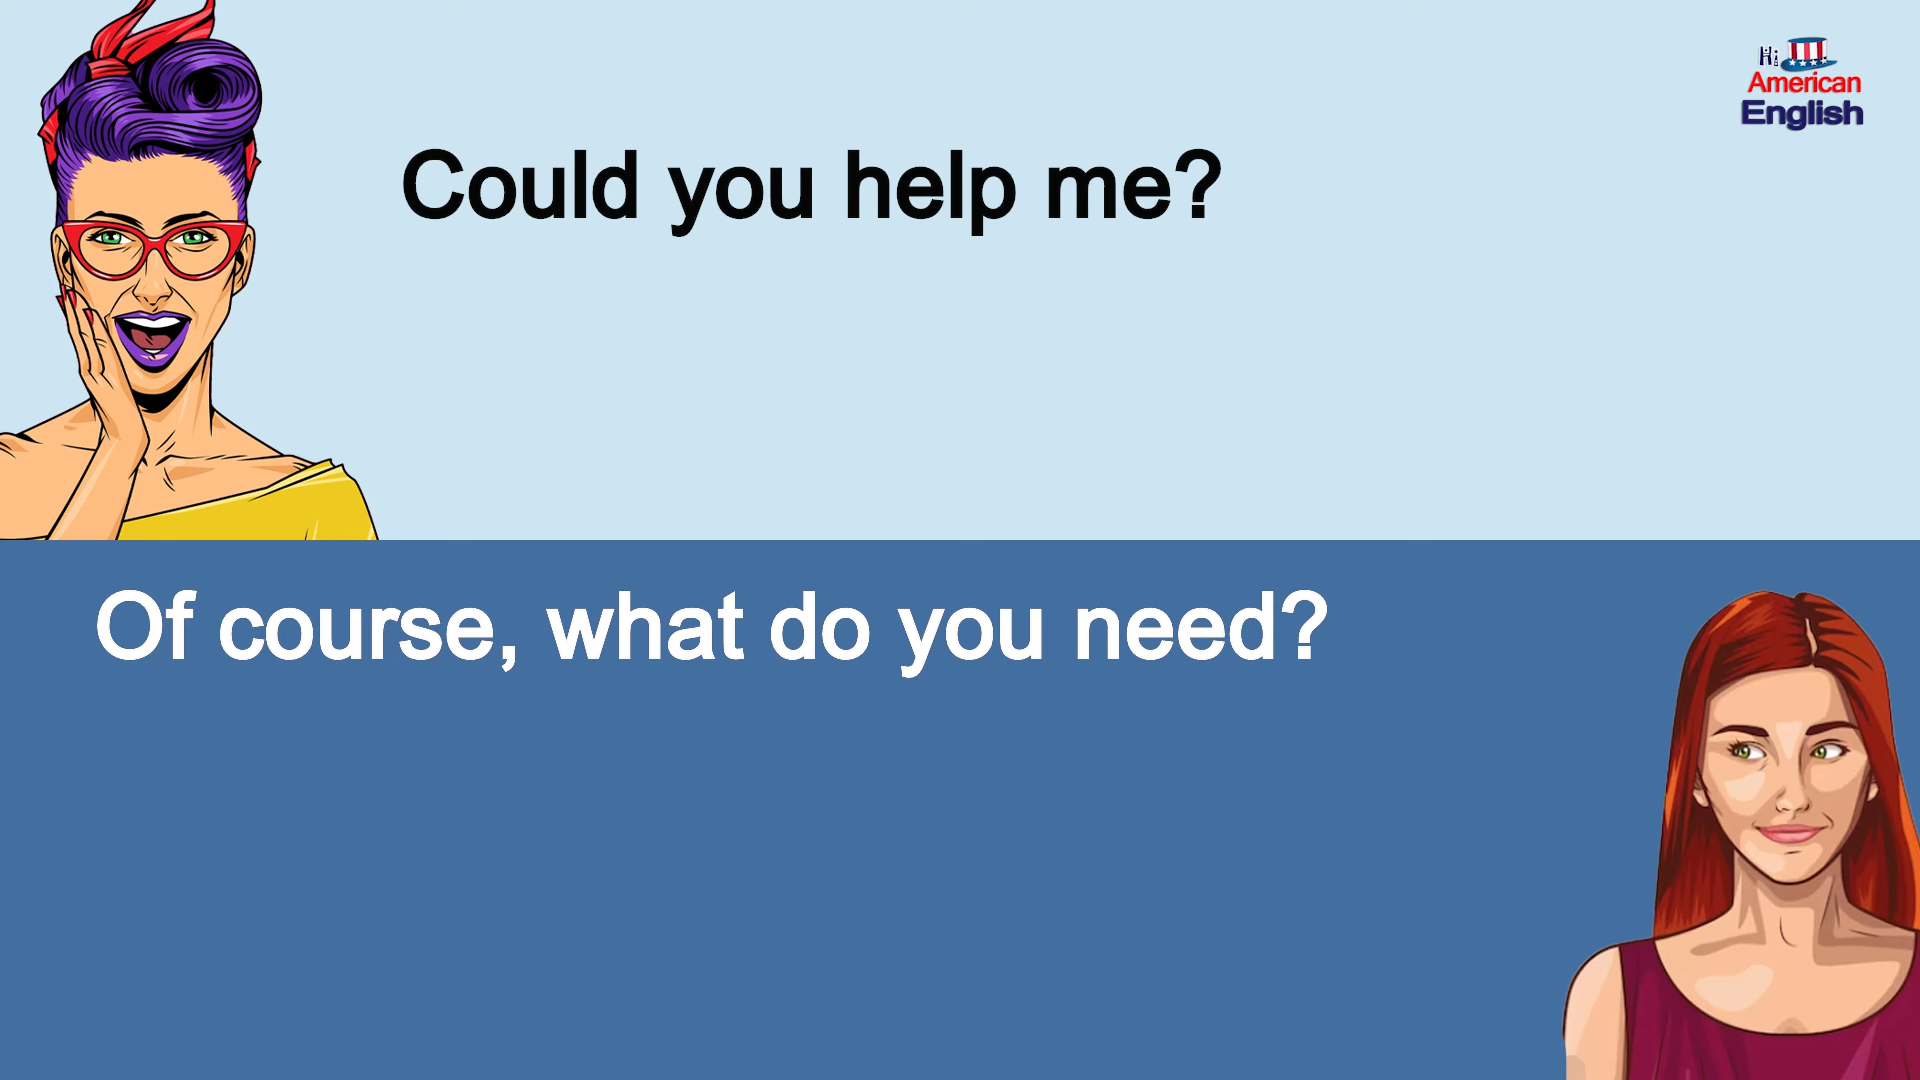 Hi
American
English
Could you help me?
Of course, what do you need?